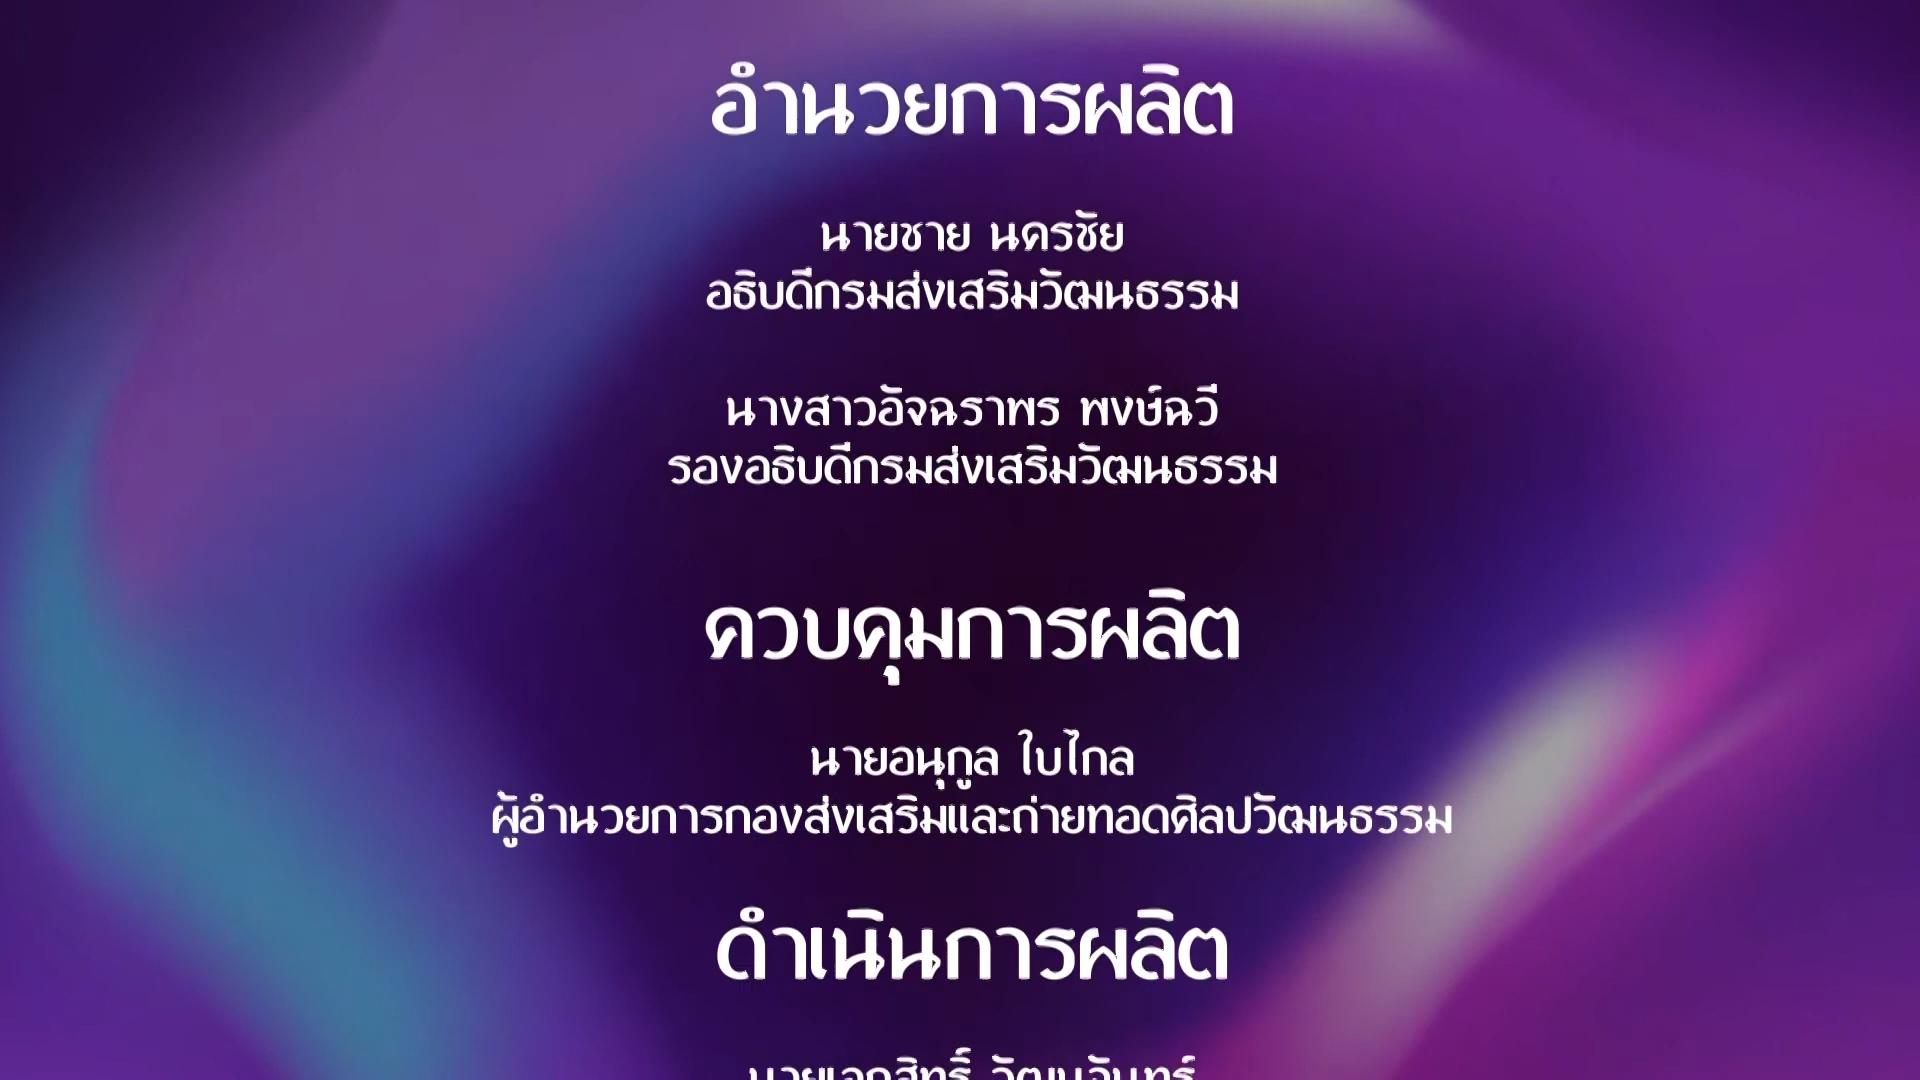 อำนวยการผลิต
นายชาย นครชัย
อธิบดีกรมส่งเสริมวัฒนธรรม
นางสาวอัจฉราพร พงษ์ฉวี
รองอธิบดีกรมส่งเสริมวัฒนธรรม
ควบคุมการผลิต
นายอนุกูล ใบไกล
ผู้อำนวยการกองส่งเสริมและถ่ายทอดศิลปวัฒนธรรม
ดำเนินการผลิต